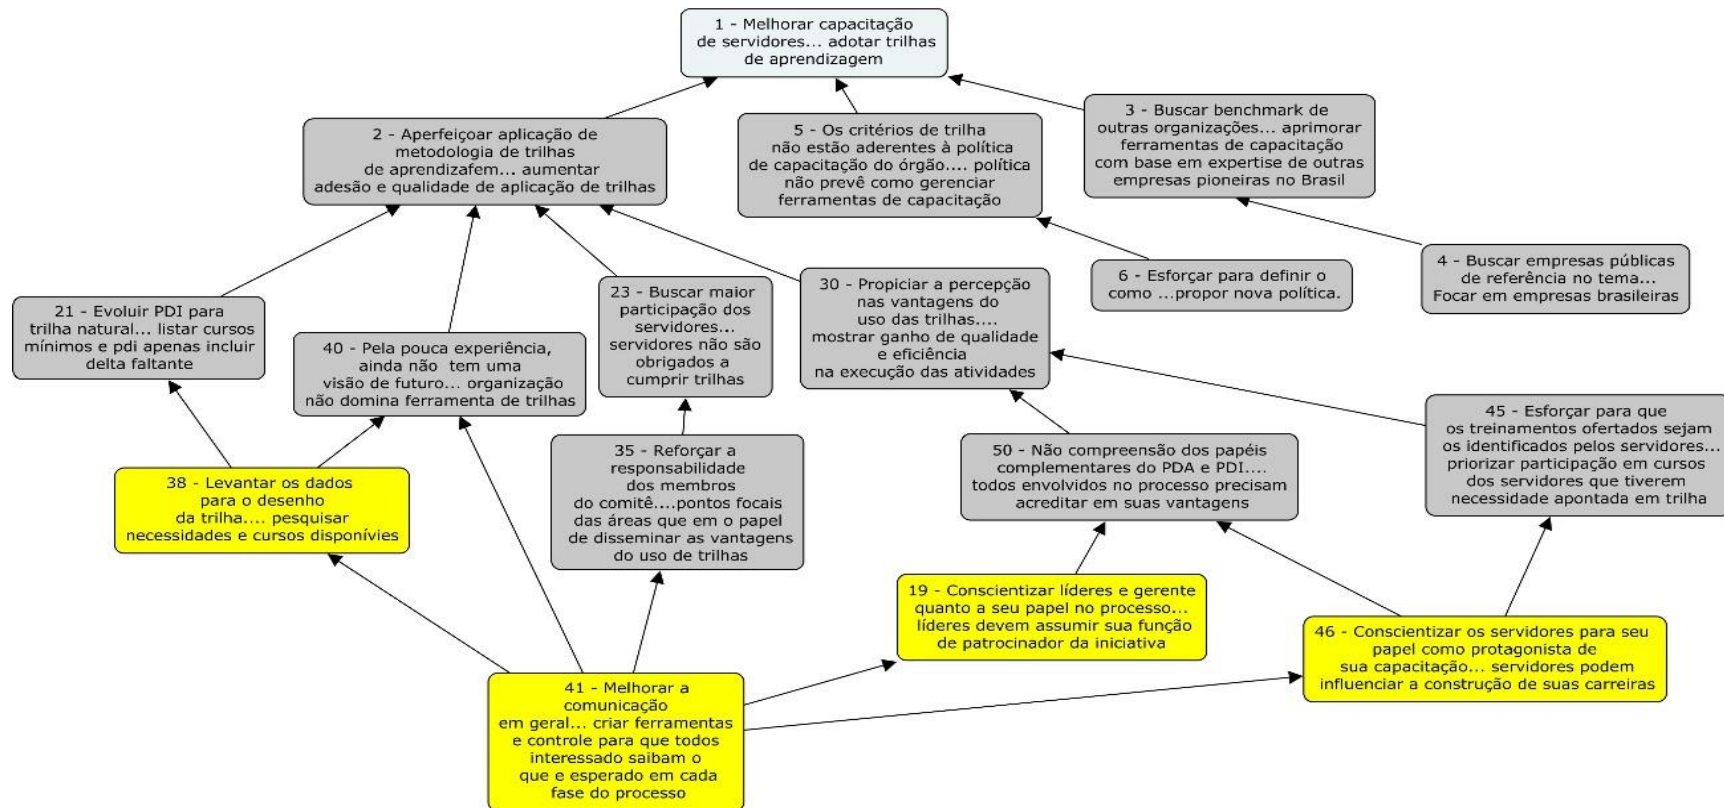 1 - Melhorar capacitação
de servidores... adotar trilhas
de aprendizagem
2 - Aperfeiçoar aplicação de
metodologia de trilhas
de aprendizafem... aumentar
adesão e qualidade de aplicação de trilhas
5 - Os critérios de trilha
não estão aderentes à política
de capacitação do órgão.... política
não prevê como gerenciar
ferramentas de capacitação
3 - Buscar benchmark de
outras organizações... aprimorar
ferramentas de capacitação
com base em expertise de outras
empresas pioneiras no Brasil
21 - Evoluir PDI para
trilha natural... listar cursos
mínimos e pdi apenas incluir
delta faltante
40 - Pela pouca experiência,
ainda não tem uma
visão de futuro... organização
não domina ferramenta de trilhas
23 - Buscar maior
participação dos
servidores...
servidores não são
obrigados a
cumprir trilhas
30 - Propiciar a percepção
nas vantagens do
uso das trilhas....
mostrar ganho de qualidade
e eficiência
na execução das atividades
6 - Esforçar para definir o
como ...propor nova política.
4 - Buscar empresas públicas
de referência no tema...
Focar em empresas brasileiras
38 - Levantar os dados
para o desenho
da trilha.... pesquisar
necessidades e cursos disponívies
35 - Reforçar a
responsabilidade
dos membros
do comitê....pontos focais
das áreas que em o papel
de disseminar as vantagens
do uso de trilhas
50 - Não compreensão dos papéis
complementares do PDA e PDI....
todos envolvidos no processo precisam
acreditar em suas vantagens
45 - Esforçar para que
os treinamentos ofertados sejam
os identificados pelos servidores...
priorizar participação em cursos
dos servidores que tiverem
necessidade apontada em trilha
19 - Conscientizar líderes e gerente
quanto a seu papel no processo...
líderes devem assumir sua função
de patrocinador da iniciativa
46 - Conscientizar os servidores para seu
papel como protagonista de
sua capacitação... servidores podem
influenciar a construção de suas carreiras
41 - Melhorar a
comunicação
em geral... criar ferramentas
e controle para que todos
interessado saibam o
que e esperado em cada
fase do processo